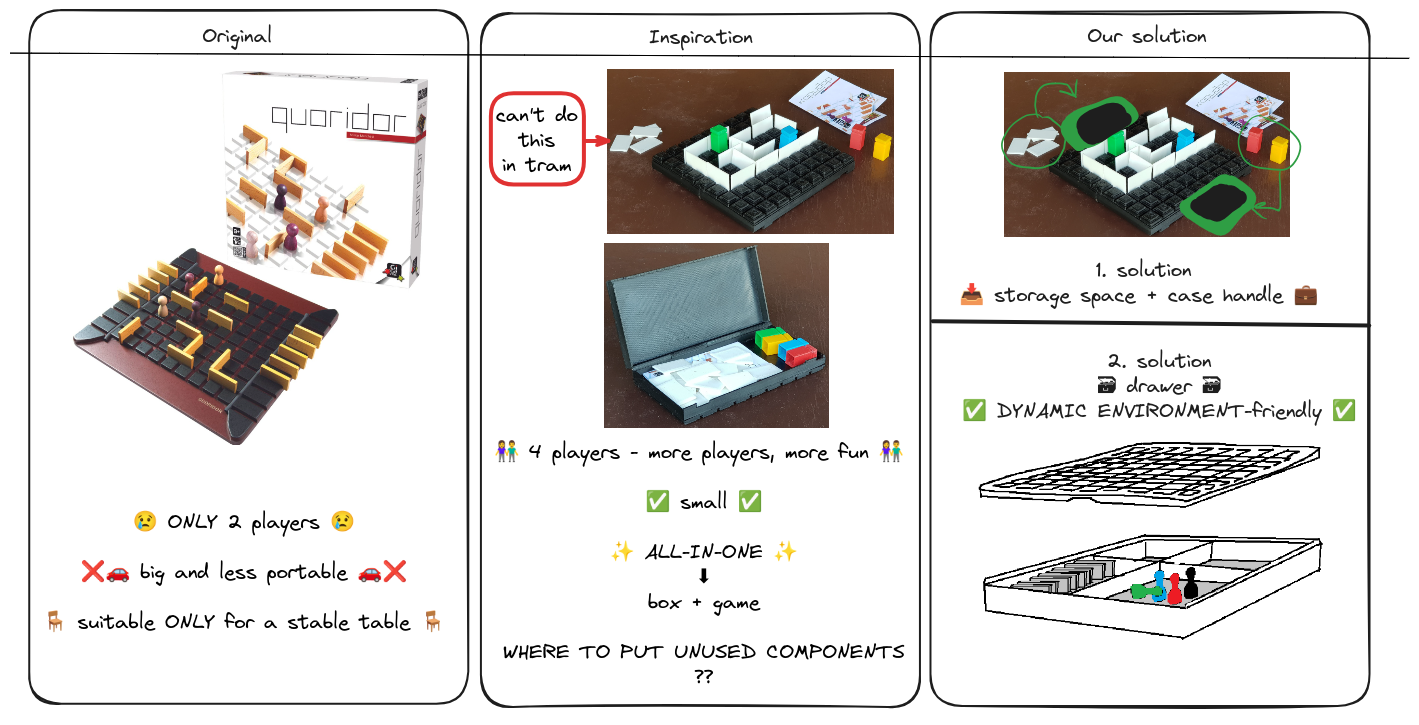 Original
quoridor
quoridor
ONLY 2 players
big and less portable
suitable ONLY for a stable table
Inspiration
can't do
this
in tram
4 players - more players, more fun
small
ALL-IN-ONE
box + game
WHERE TO PUT UNUSED COMPONENTS
??
Our solution
1. solution
storage space + case handle
2. solution
drawer
DYNAMIC ENVIRONMENT-friendly